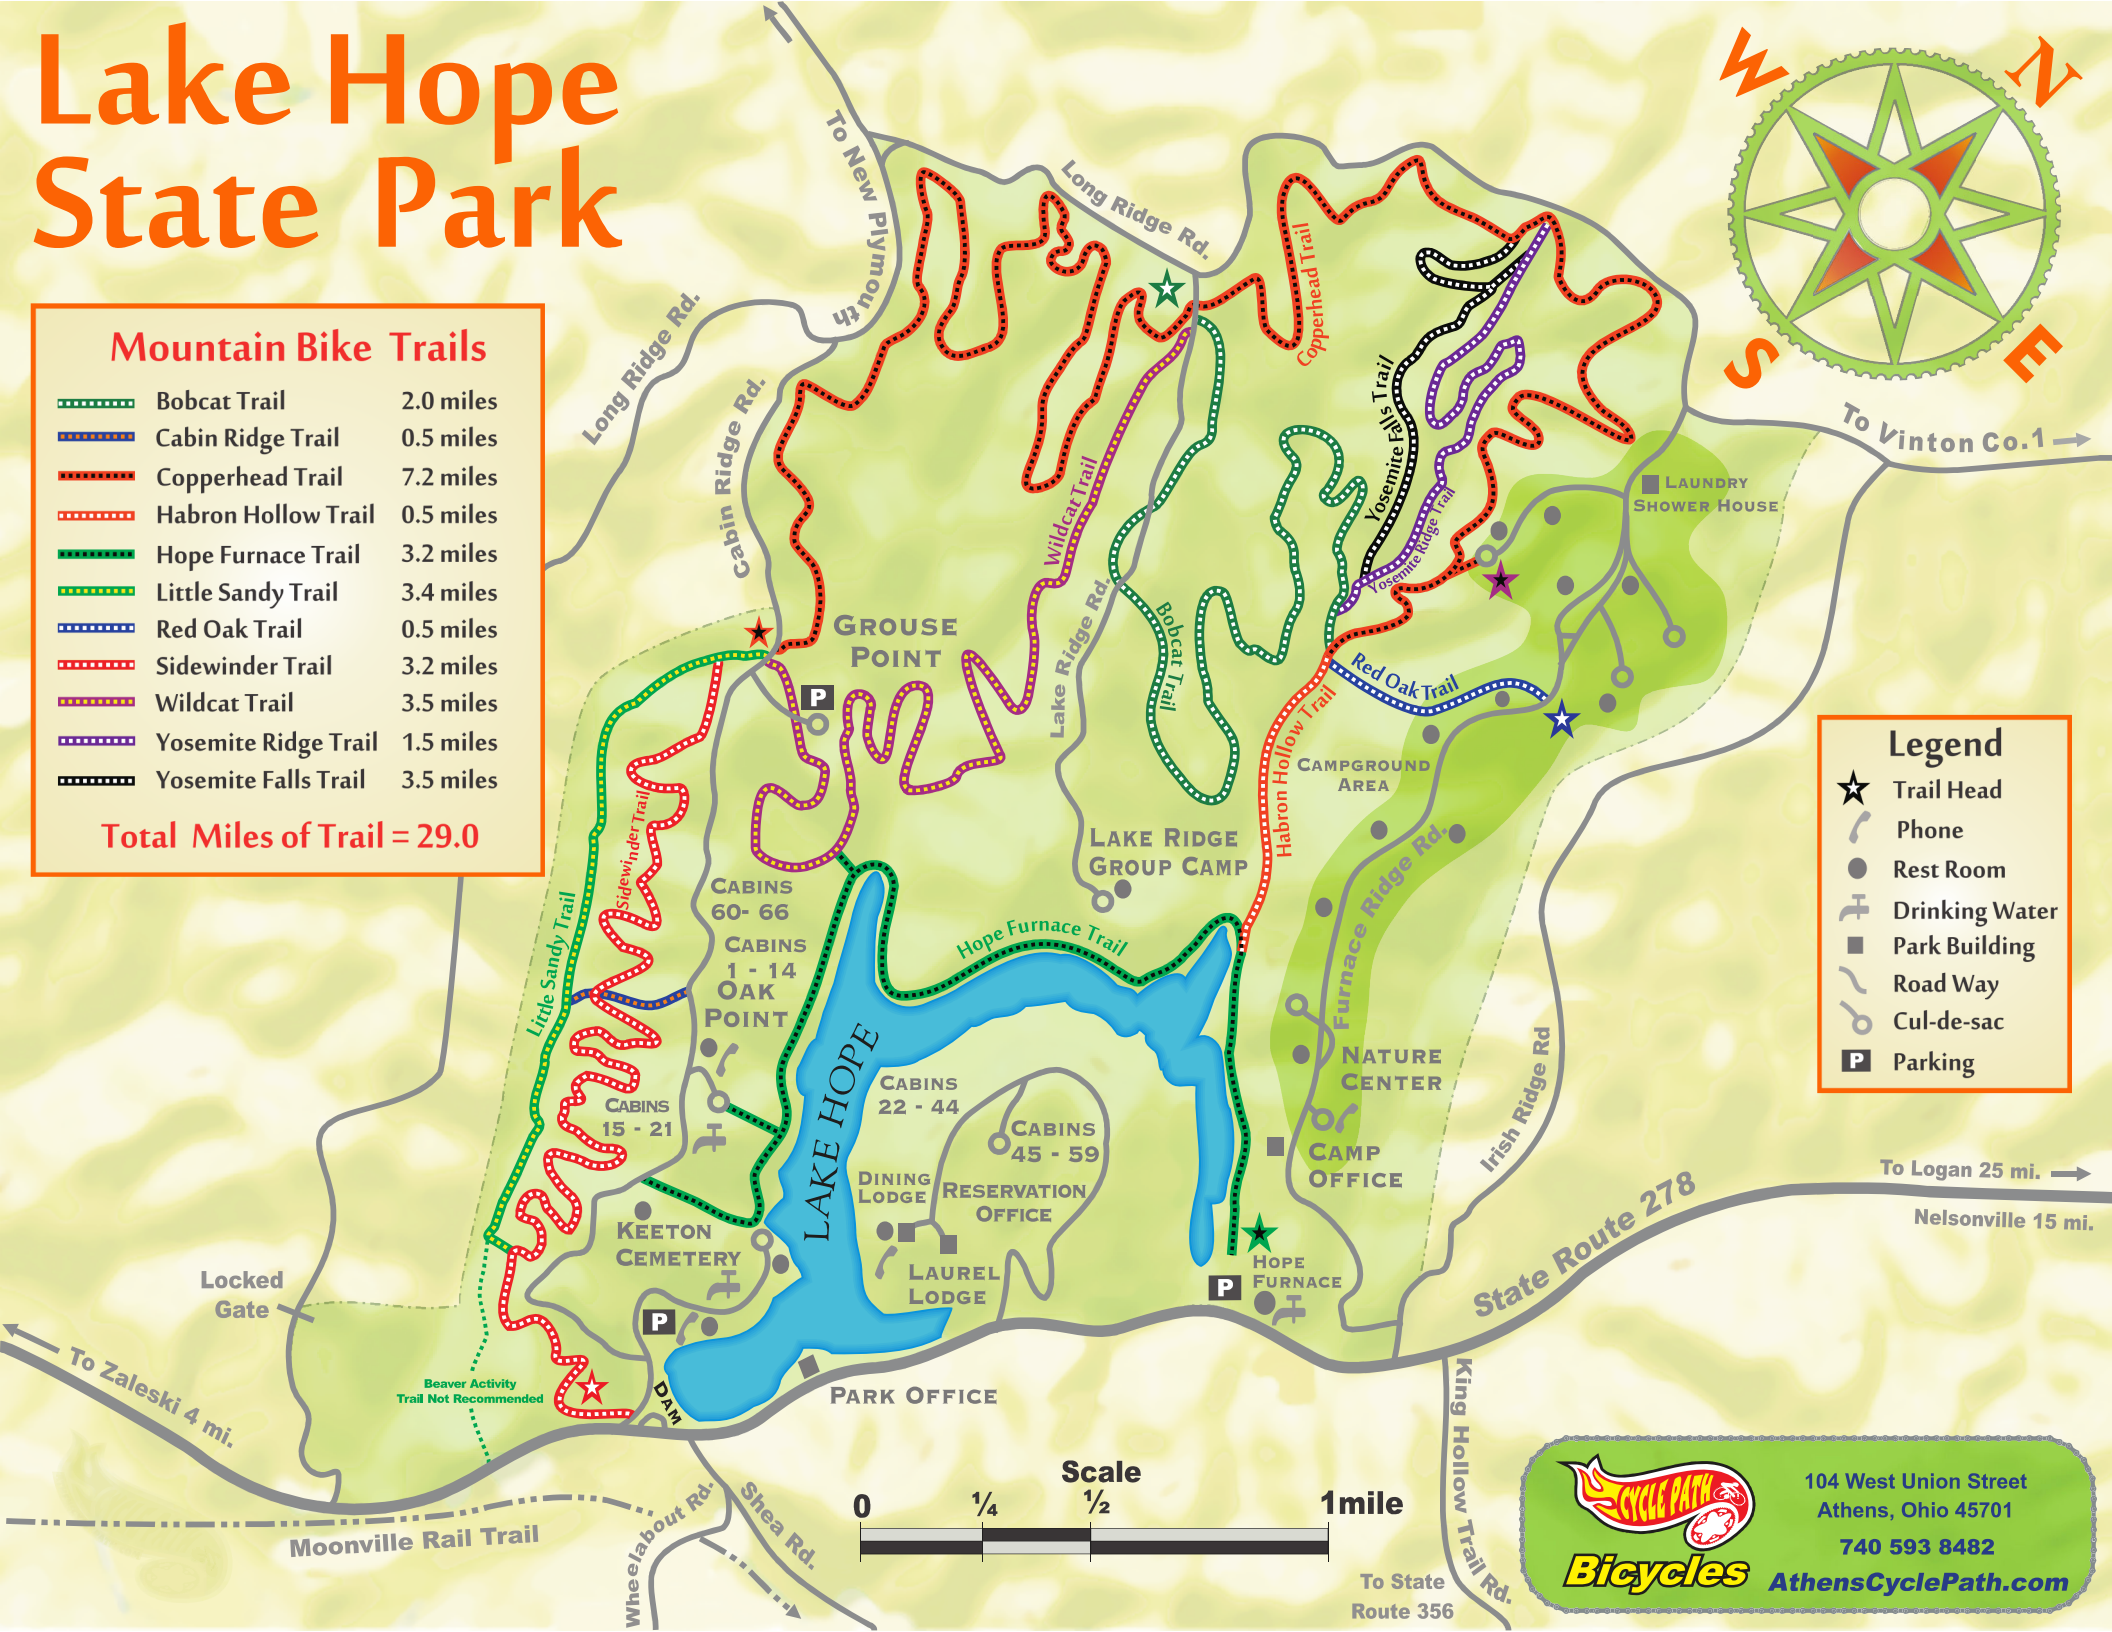 Lake Hope
State Park
Mountain Bike Trails
Bobcat Trail 2.0 miles
Cabin Ridge Trail 0.5 miles
Copperhead Trail 7.2 miles
Habron Hollow Trail 0.5 miles
Hope Furnace Trail 3.2 miles
Little Sandy Trail 3.4 miles
Red Oak Trail 0.5 miles
Sidewinder Trail 3.2 miles
Wildcat Trail 3.5 miles
Yosemite Ridge Trail 1.5 miles
Yosemite Falls Trail 3.5 miles
Total Miles of Trail = 29.0
W
N
S
E
To New Plymouth
Long Ridge Rd.
Long Ridge Rd.
Cabin Ridge Rd.
Copperhead Trail
Yosemite Falls Trail
Yosemite Ridge Trail
Wildcat Trail
Lake Ridge Rd.
Bobcat Trail
Red Oak Trail
Habron Hollow Trail
To Vinton Co.1
LAUNDRY
SHOWER HOUSE
GROUSE
POINT
P
CAMPGROUND
AREA
LAKE RIDGE
GROUP CAMP
Furnace Ridge Rd.
Sidewinder Trail
Little Sandy Trail
CABINS
60- 66
CABINS
1 - 14
OAK
POINT
Hope Furnace Trail
LAKE HOPE
CABINS
22 - 44
CABINS
15 - 21
CABINS
45 - 59
DINING
LODGE
RESERVATION
OFFICE
NATURE
CENTER
CAMP
OFFICE
Irish Ridge Rd
KEETON
CEMETERY
LAUREL
LODGE
HOPE
FURNACE
P
P
Locked
Gate
Beaver Activity
Trail Not Recommended
DAM
PARK OFFICE
To Zaleski 4 mi.
State Route 278
To Logan 25 mi.
Nelsonville 15 mi.
Legend
Trail Head
Phone
Rest Room
Drinking Water
Park Building
Road Way
Cul-de-sac
P Parking
Moonville Rail Trail
Wheelabout Rd.
Shea Rd.
King Hollow Trail Rd.
To State
Route 356
Scale
0 ¼ ½ 1mile
CYCLE PATH
Bicycles
104 West Union Street
Athens, Ohio 45701
740 593 8482
AthensCyclePath.com